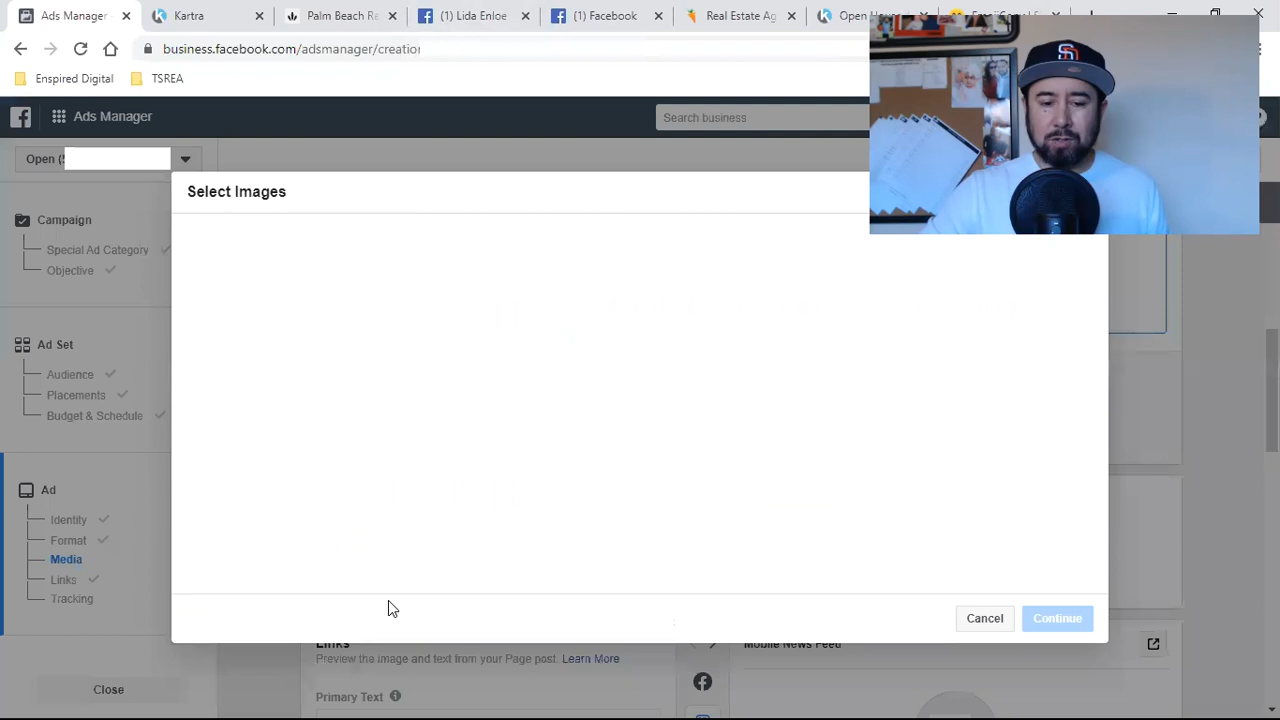 Ads Manager
Kartra
Palm Beach Re
(1) Lida Enloe
(1) Facebook
Real Estate Ag
Open
business.facebook.com/adsmanager/creation
Enspired Digital
TSREA
Ads Manager
Search business
Open (
Select Images
Campaign
Special Ad Category
Objective
Ad Set
Audience
Placements
Budget & Schedule
Ad
Identity
Format
Media
Links
Tracking
Close
Cancel
Continue
Links
Mobile News Feed
Preview the image and text from your Page post. Learn More
Primary Text